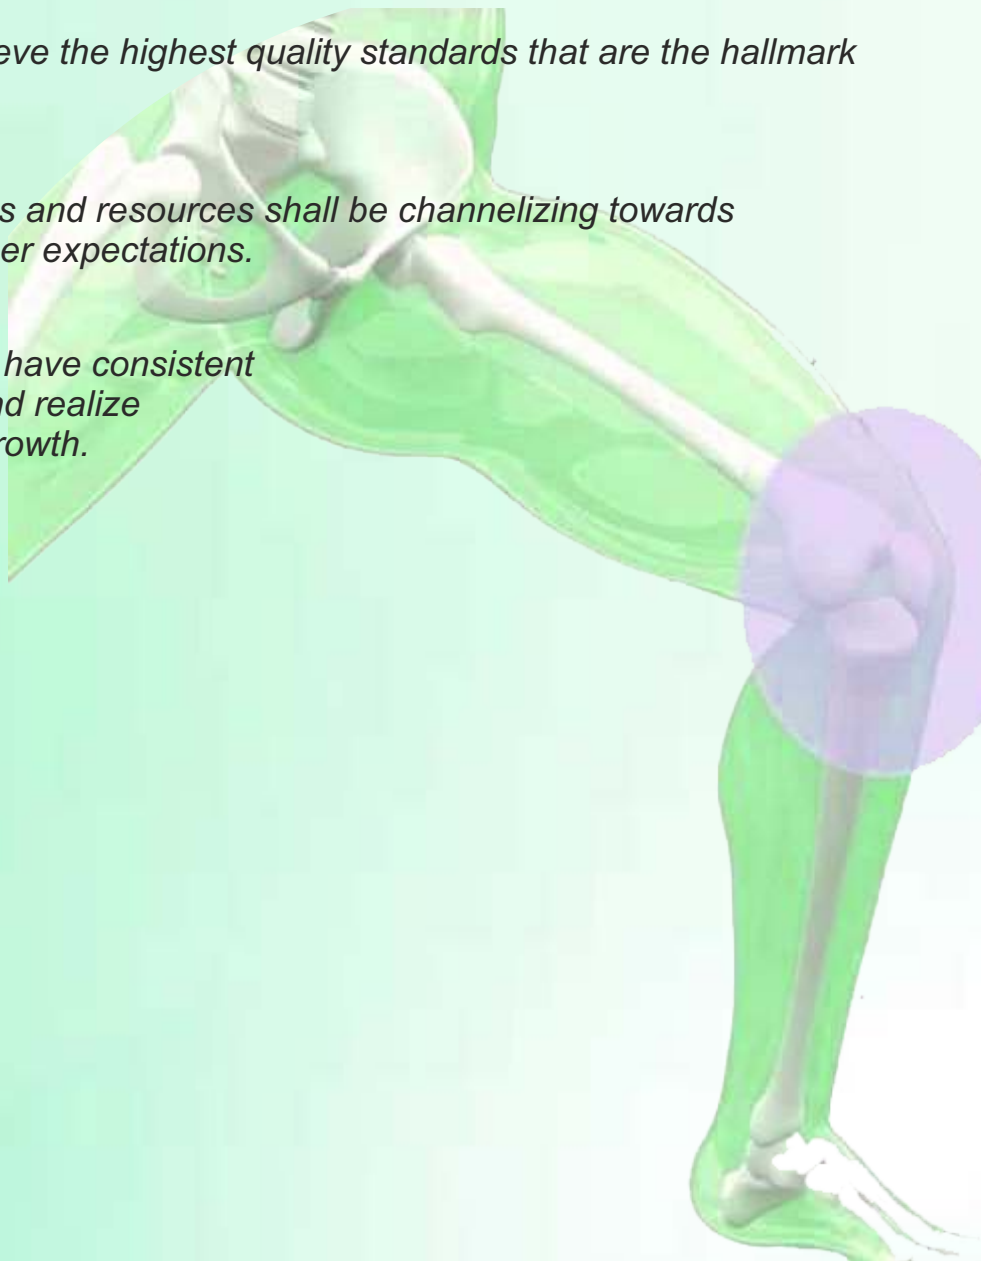 eve the highest quality standards that are the hallmark
s and resources shall be channelizing towards
er expectations.
have consistent
nd realize
rowth.